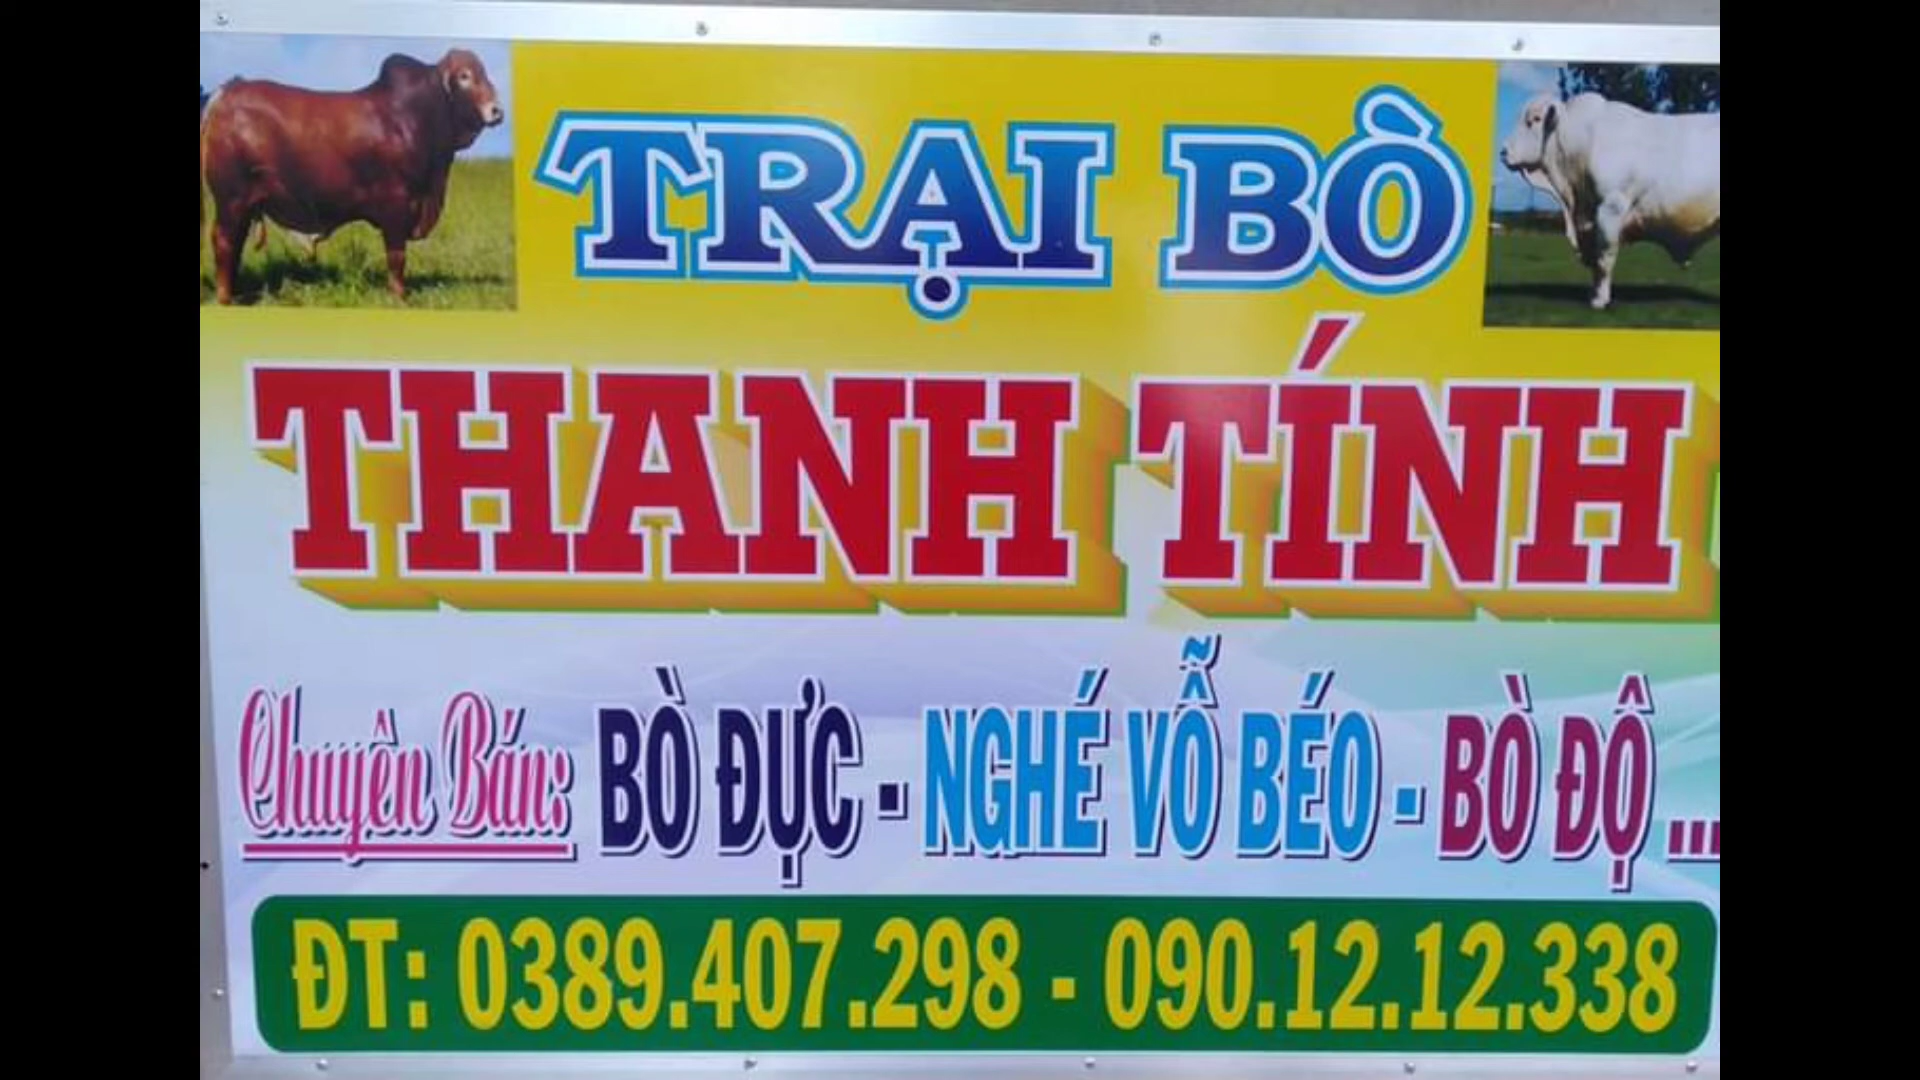 TRẠI BÒ
THANH TÍNH
Chuyên Bán: BÒ ĐỰC - NGHÉ VỖ BÉO - BÒ ĐỘ ...
ĐT: 0389.407.298 - 090.12.12.338